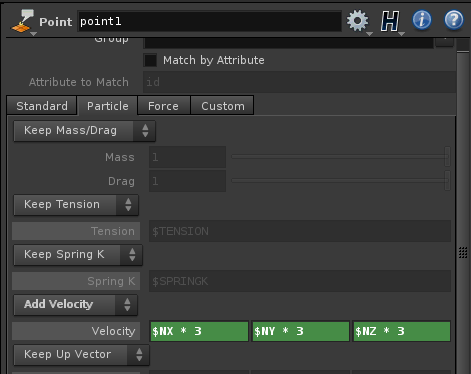 Point point1
Group
Match by Attribute
Attribute to Match id
Standard Particle Force Custom
Keep Mass/Drag
Mass 1
Drag 1
Keep Tension
Tension $TENSION
Keep Spring K
Spring K $SPRINGK
Add Velocity
Velocity $NX * 3 $NY * 3 $NZ * 3
Keep Up Vector